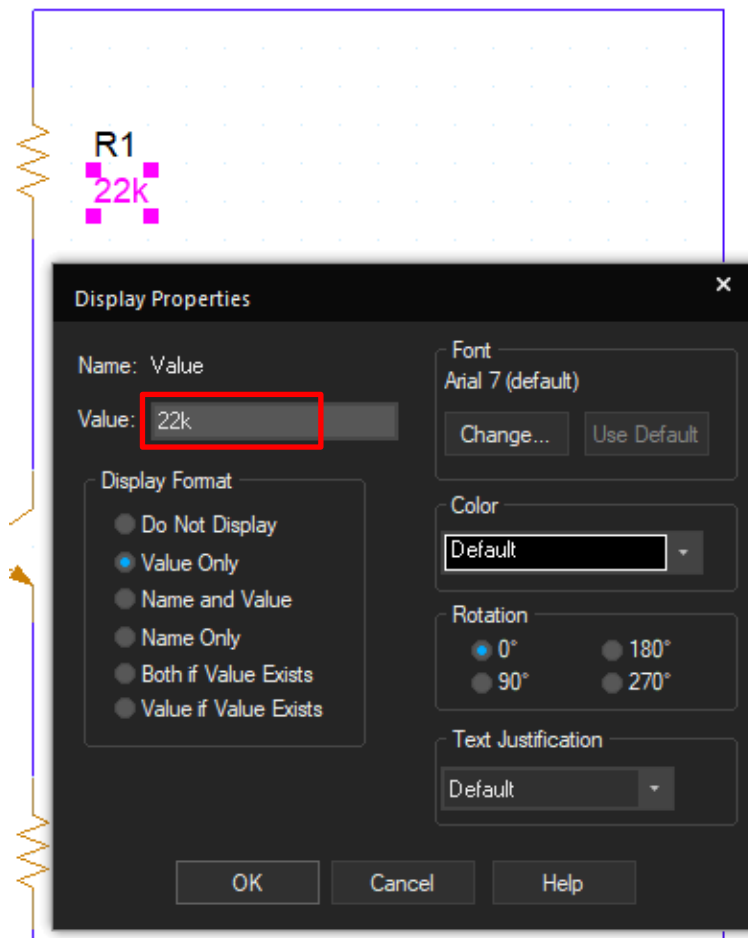 R1
22k
Display Properties
×
Name: Value
Value: 22k
Display Format
Do Not Display
Value Only
Name and Value
Name Only
Both if Value Exists
Value if Value Exists
Font
Arial 7 (default)
Change... Use Default
Color
Default
Rotation
0° 180°
90° 270°
Text Justification
Default
OK Cancel Help